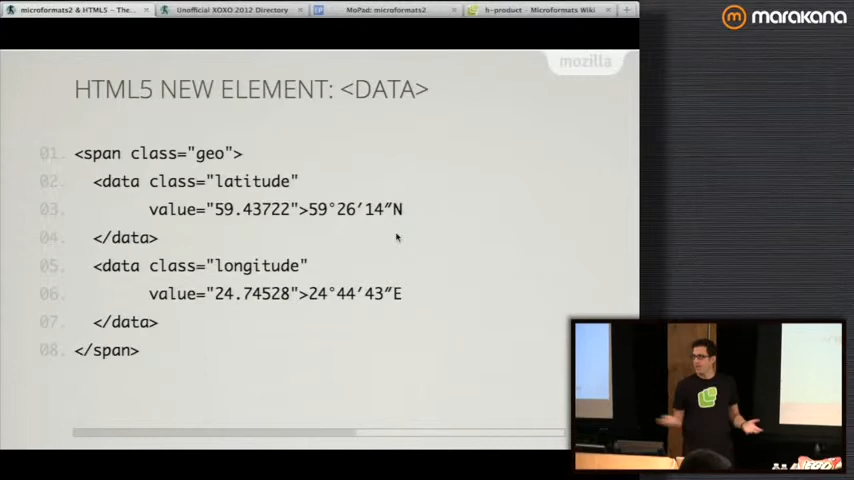 microformats2 & HTML5 – The...
Unofficial XOXO 2012 Directory
MoPad: microformats2
h-product · Microformats Wiki
marakana
mozilla
HTML5 NEW ELEMENT: <DATA>
01. <span class="geo">
02. <data class="latitude"
03. value="59.43722">59°26′14″N
04. </data>
05. <data class="longitude"
06. value="24.74528">24°44′43″E
07. </data>
08. </span>